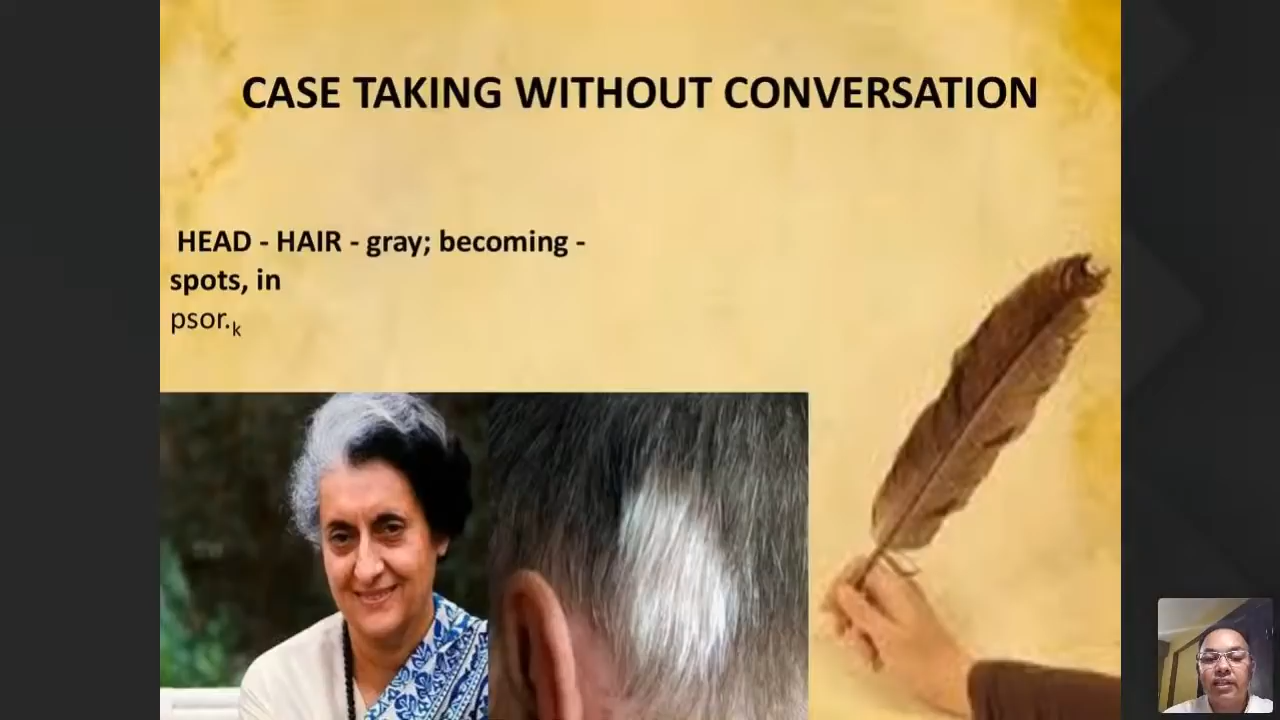 CASE TAKING WITHOUT CONVERSATION
HEAD - HAIR - gray; becoming -
spots, in
psor.k